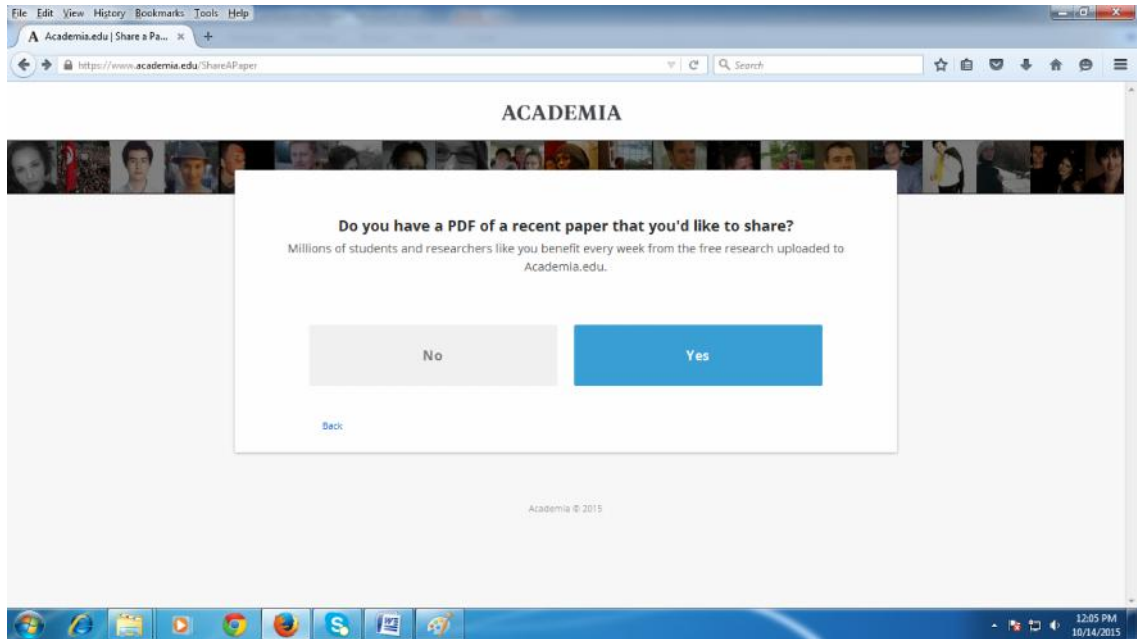 File Edit View History Bookmarks Tools Help
A Academia.edu | Share a Pa... × +
https://www.academia.edu/ShareAPaper
Search
ACADEMIA
Do you have a PDF of a recent paper that you'd like to share?
Millions of students and researchers like you benefit every week from the free research uploaded to
Academia.edu.
No
Yes
Back
Academia © 2015
12:05 PM
10/14/2015